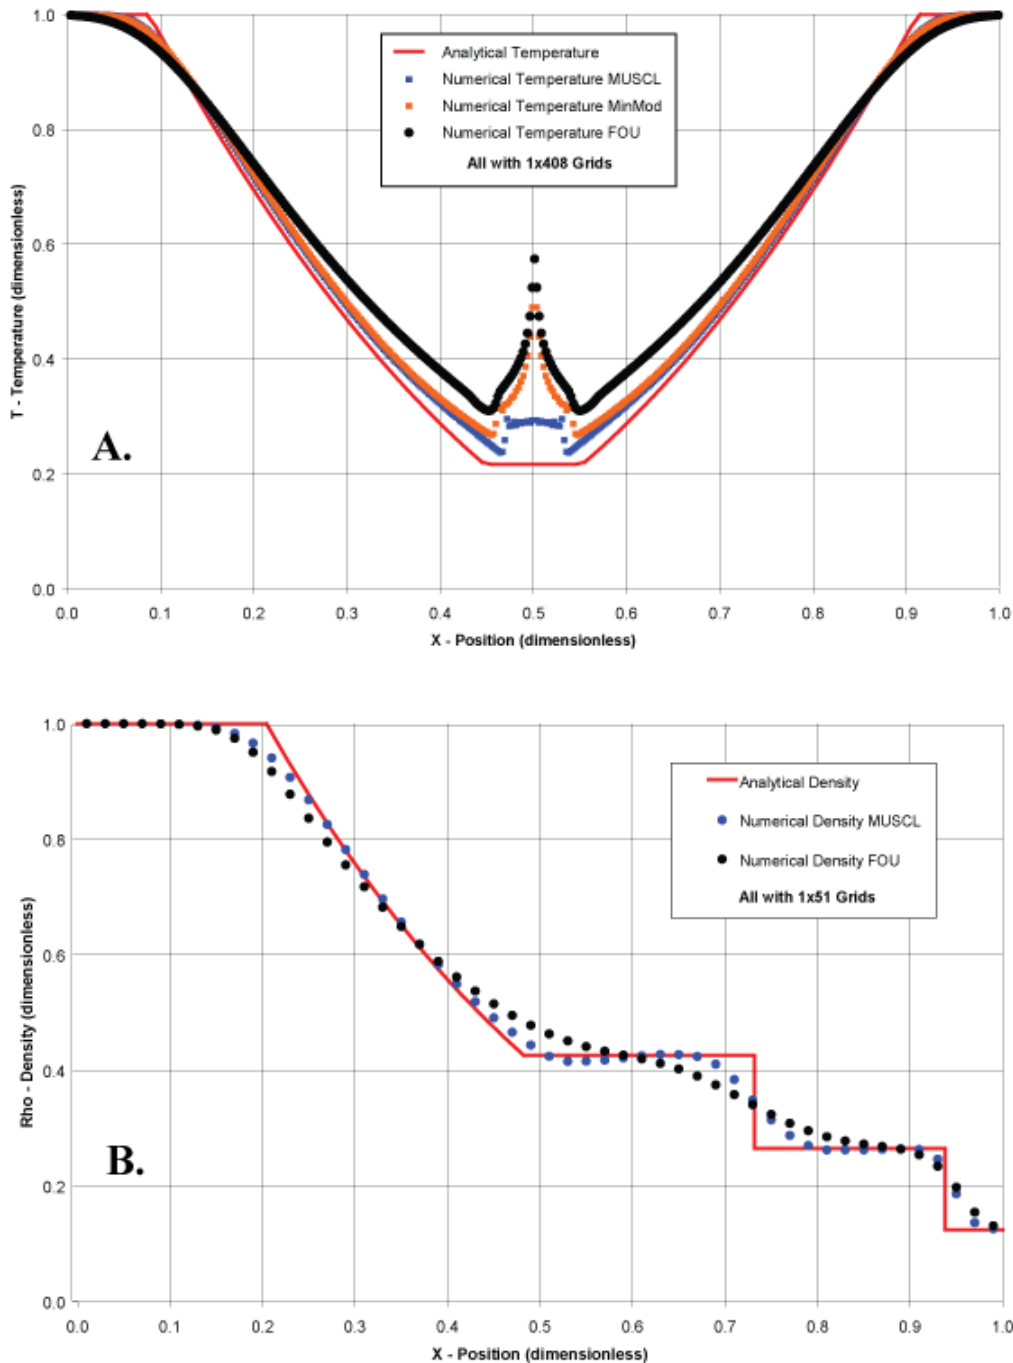 1.0
0.8
0.6
0.4
0.2
0.0
T - Temperature (dimensionless)
Analytical Temperature
Numerical Temperature MUSCL
Numerical Temperature MinMod
Numerical Temperature FOU
All with 1x408 Grids
A.
0.0 0.1 0.2 0.3 0.4 0.5 0.6 0.7 0.8 0.9 1.0
X - Position (dimensionless)
1.0
0.8
0.6
0.4
0.2
0.0
Rho - Density (dimensionless)
Analytical Density
Numerical Density MUSCL
Numerical Density FOU
All with 1x51 Grids
B.
0.0 0.1 0.2 0.3 0.4 0.5 0.6 0.7 0.8 0.9 1.0
X - Position (dimensionless)